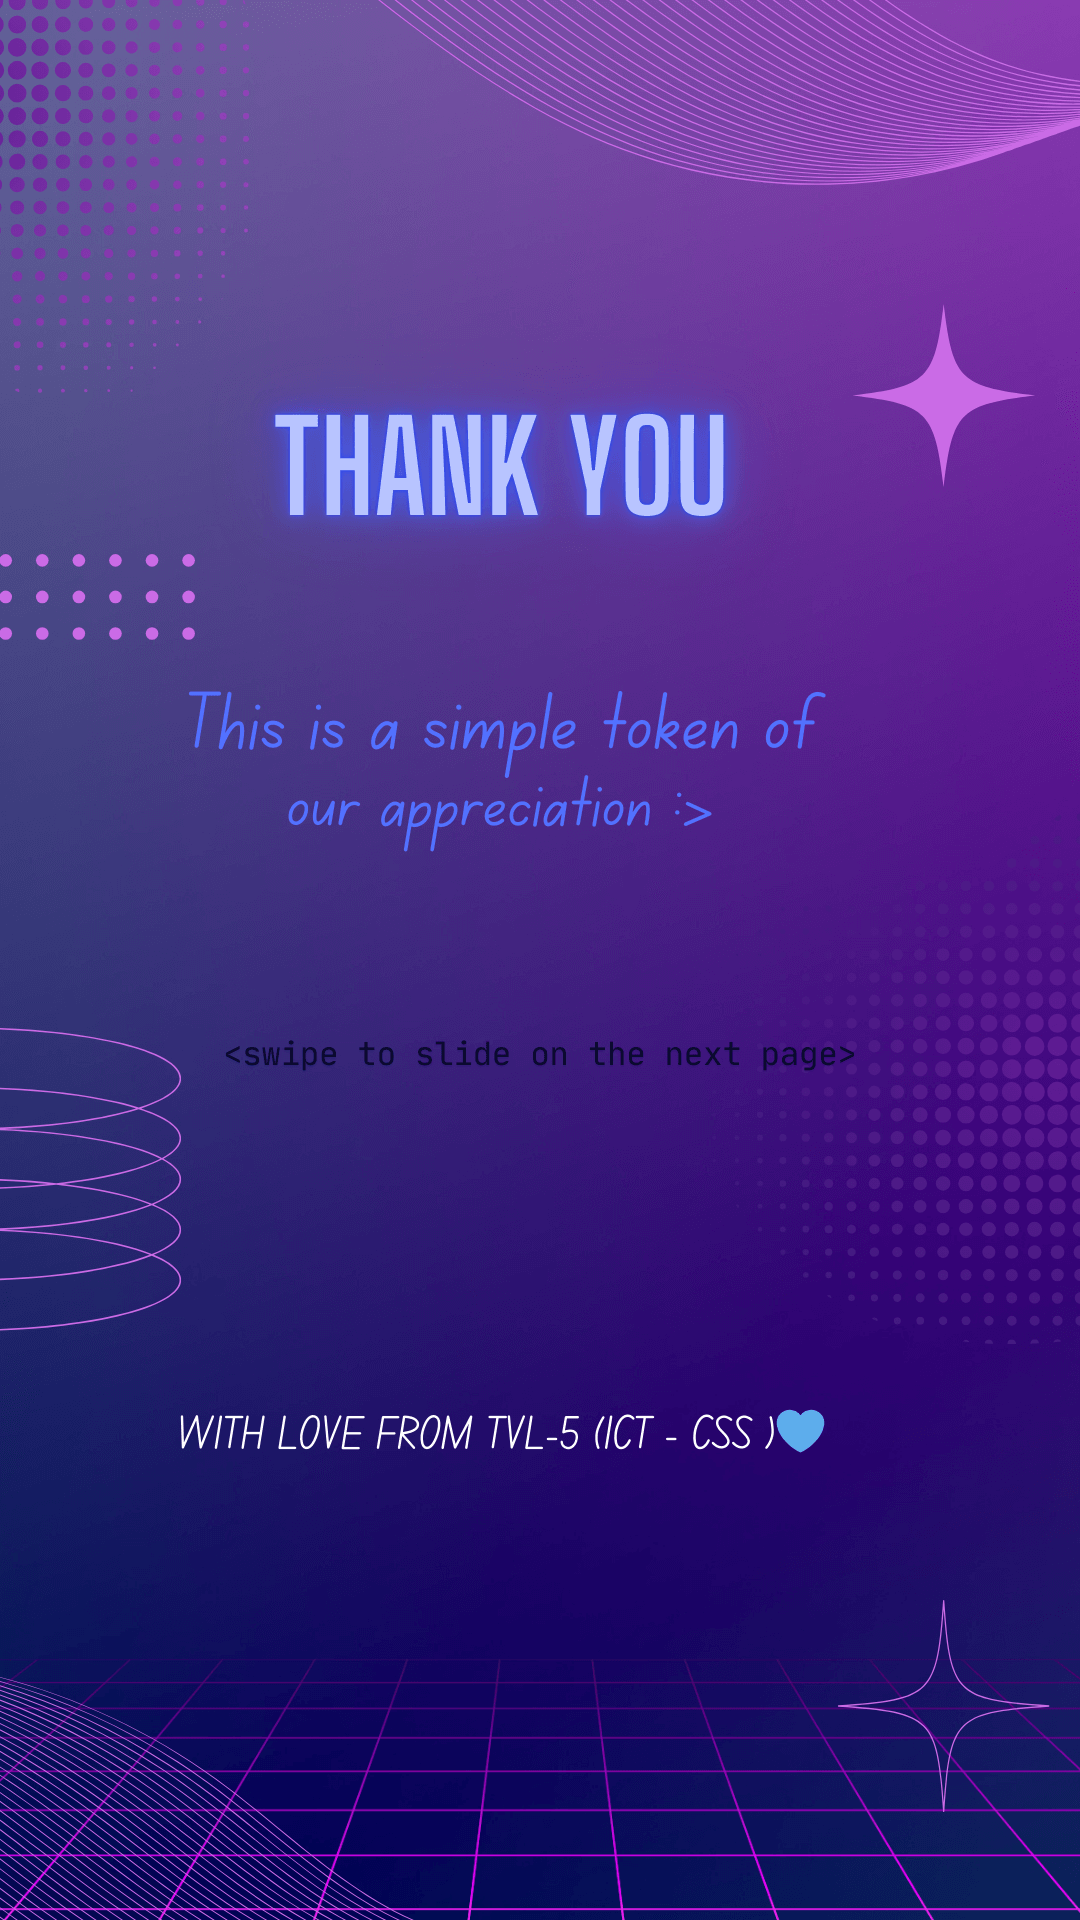 THANK YOU
This is a simple token of
our appreciation :>
<swipe to slide on the next page>
WITH LOVE FROM TVL-5 (ICT - CSS )💙